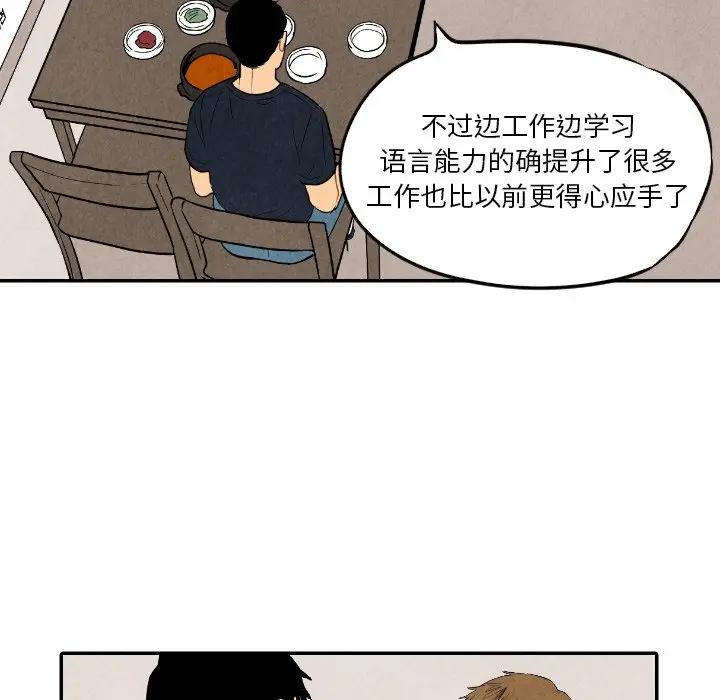 不过边工作边学习
语言能力的确提升了很多
工作也比以前更得心应手了